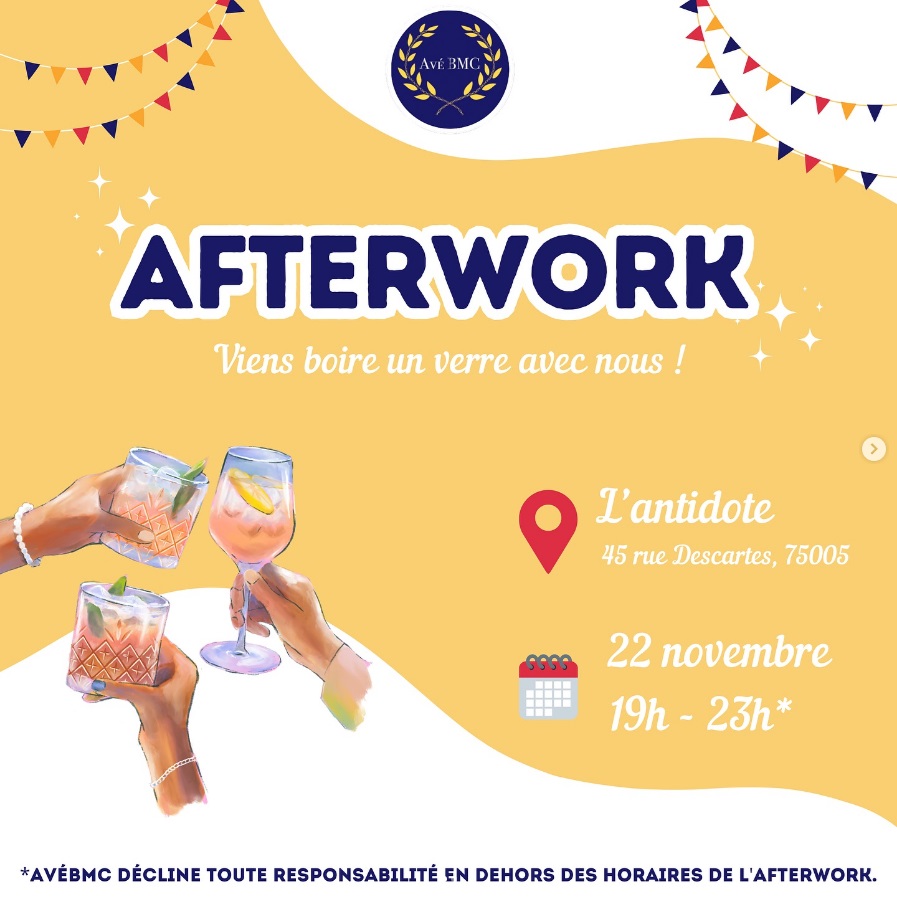 Avé BMC
AFTERWORK
Viens boire un verre avec nous !
L'antidote
45 rue Descartes, 75005
22 novembre
19h - 23h*
*AVÉBMC DÉCLINE TOUTE RESPONSABILITÉ EN DEHORS DES HORAIRES DE L'AFTERWORK.